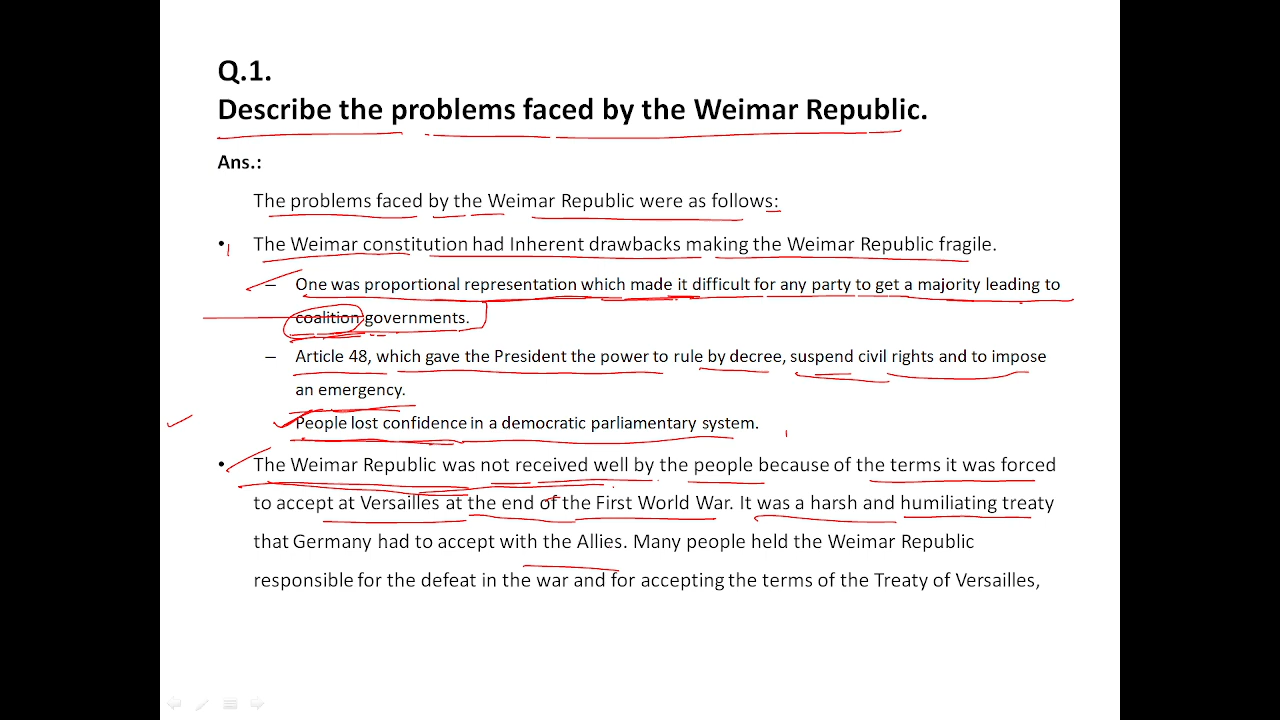 Q.1.
Describe the problems faced by the Weimar Republic.
Ans.:
The problems faced by the Weimar Republic were as follows:
• The Weimar constitution had Inherent drawbacks making the Weimar Republic fragile.
– One was proportional representation which made it difficult for any party to get a majority leading to
coalition governments.
– Article 48, which gave the President the power to rule by decree, suspend civil rights and to impose
an emergency.
People lost confidence in a democratic parliamentary system.
• The Weimar Republic was not received well by the people because of the terms it was forced
to accept at Versailles at the end of the First World War. It was a harsh and humiliating treaty
that Germany had to accept with the Allies. Many people held the Weimar Republic
responsible for the defeat in the war and for accepting the terms of the Treaty of Versailles,